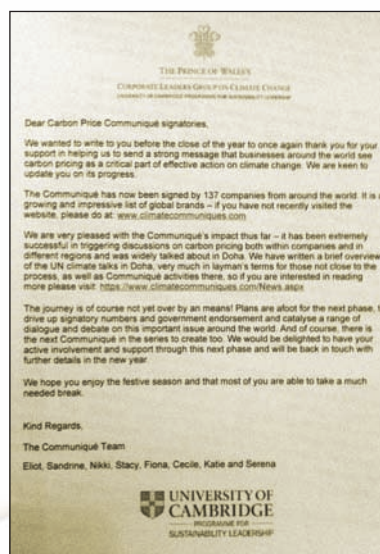 THE PRINCE OF WALES'S
CORPORATE LEADERS GROUP ON CLIMATE CHANGE
UNIVERSITY OF CAMBRIDGE PROGRAMME FOR SUSTAINABILITY LEADERSHIP
Dear Carbon Price Communiqué signatories,
We wanted to write to you before the close of the year to once again thank you for your
support in helping us to send a strong message that businesses around the world see
carbon pricing as a critical part of effective action on climate change. We are keen to
update you on its progress.
The Communiqué has now been signed by 137 companies from around the world. It is a
growing and impressive list of global brands – if you have not recently visited the
website, please do at: www.climatecommuniques.com
We are very pleased with the Communiqué's impact thus far – it has been extremely
successful in triggering discussions on carbon pricing both within companies and in
different regions and was widely talked about in Doha. We have written a brief overview
of the UN climate talks in Doha, very much in layman's terms for those not close to the
process, as well as Communiqué activities there, so if you are interested in reading
more please visit: https://www.climatecommuniques.com/News.aspx
The journey is of course not yet over by an means! Plans are afoot for the next phase, t
drive up signatory numbers and government endorsement and catalyse a range of
dialogue and debate on this important issue around the world. And of course, there is
the next Communiqué in the series to create too. We would be delighted to have your
active involvement and support through this next phase and will be back in touch with
further details in the new year.
We hope you enjoy the festive season and that most of you are able to take a much
needed break.
Kind Regards,
The Communiqué Team
Eliot, Sandrine, Nikki, Stacy, Fiona, Cecile, Katie and Serena
UNIVERSITY OF
CAMBRIDGE
PROGRAMME FOR
SUSTAINABILITY LEADERSHIP